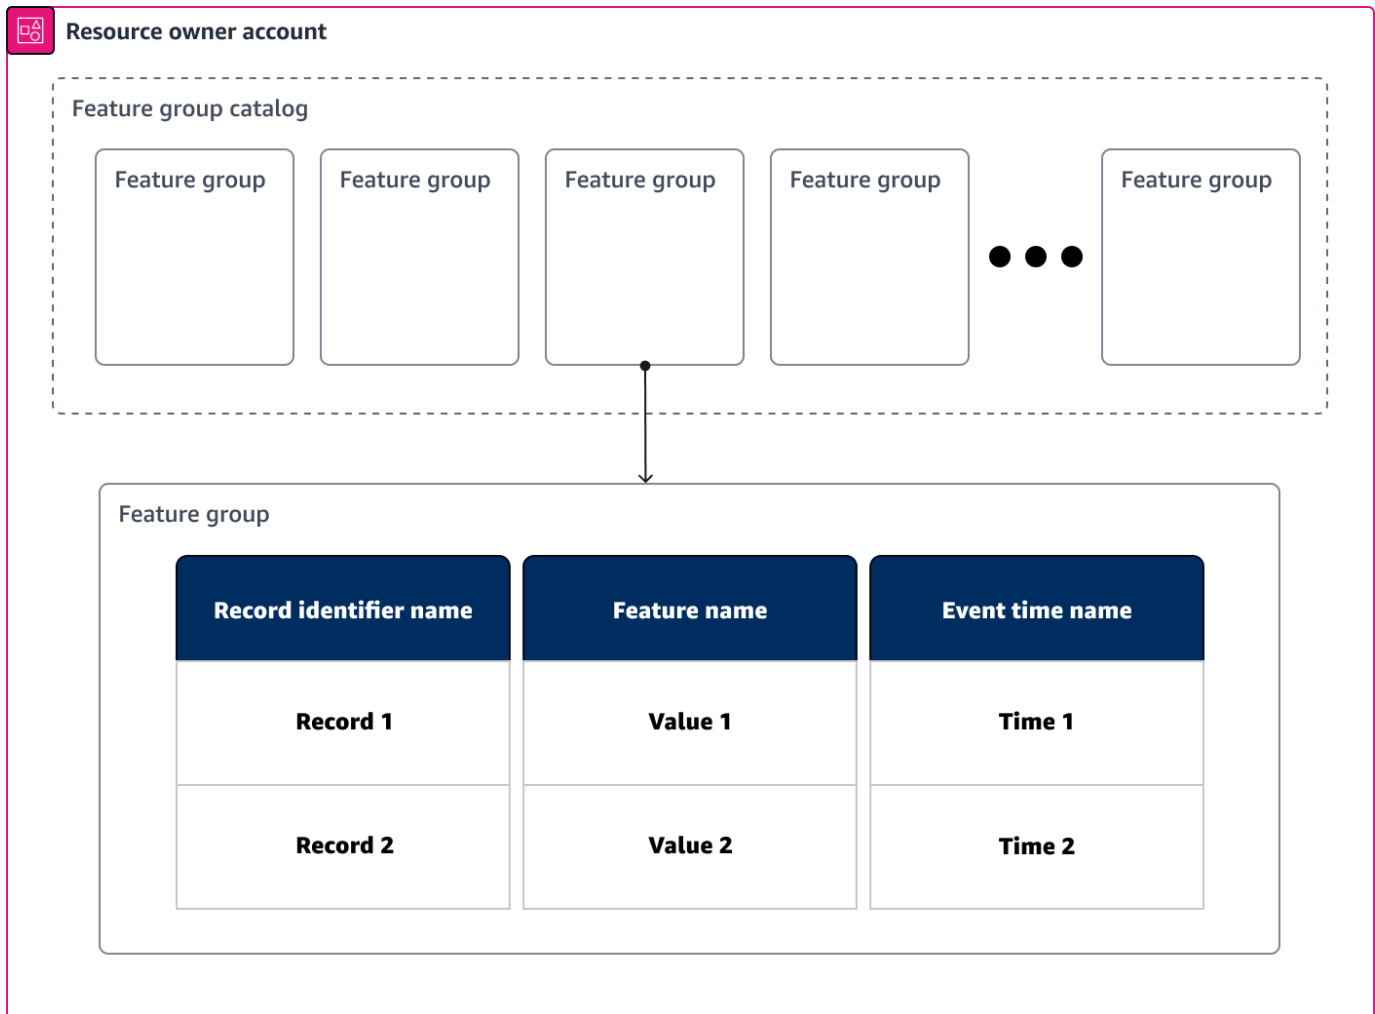 Resource owner account
Feature group catalog
Feature group
Feature group
Feature group
Feature group
Feature group
Feature group
Record identifier name
Feature name
Event time name
Record 1
Value 1
Time 1
Record 2
Value 2
Time 2